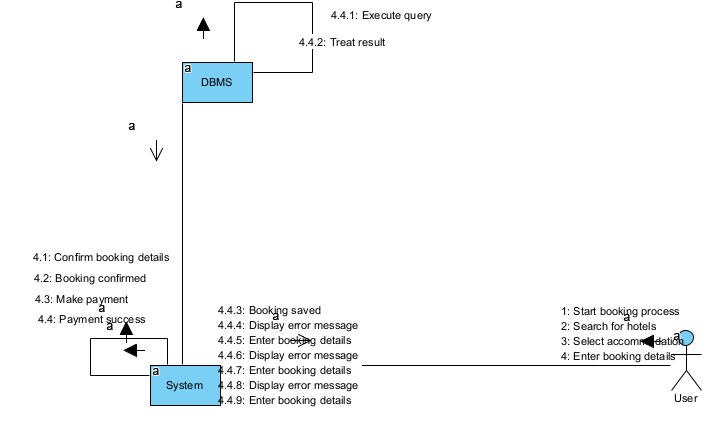 a
4.4.1: Execute query
4.4.2: Treat result
a
DBMS
a
4.1: Confirm booking details
4.2: Booking confirmed
4.3: Make payment
a
4.4: Payment success
a
4.4.3: Booking saved
a
4.4.4: Display error message
4.4.5: Enter booking details
4.4.6: Display error message
4.4.7: Enter booking details
4.4.8: Display error message
4.4.9: Enter booking details
a
System
1: Start booking process
a
2: Search for hotels
3: Select accommodation
4: Enter booking details
a
User